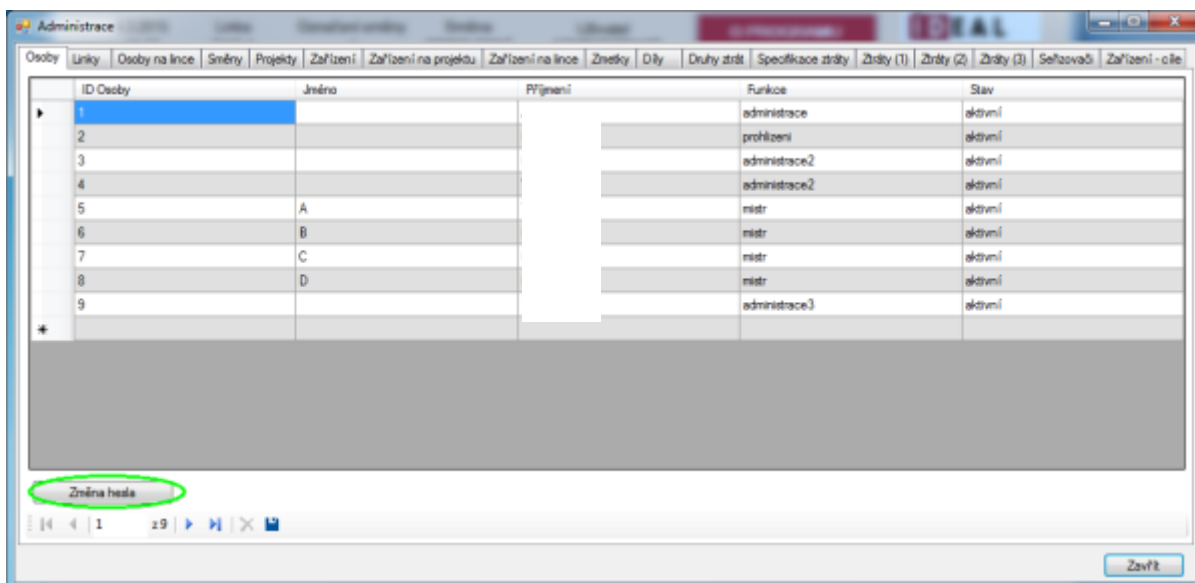 Administrace
Osoby Linky Osoby na lince Směny Projekty Zařízení Zařízení na projektu Zařízení na lince Zmetky Díly Druhy ztrát Specifikace ztráty Ztráty (1) Ztráty (2) Ztráty (3) Seřizovači Zařízení - cíle
ID Osoby Jméno Příjmení Funkce Stav
1 administrace aktivní
2 prohlizeni aktivní
3 administrace2 aktivní
4 administrace2 aktivní
5 A mistr aktivní
6 B mistr aktivní
7 C mistr aktivní
8 D mistr aktivní
9 administrace3 aktivní
Změna hesla
1 z 9
Zavřít